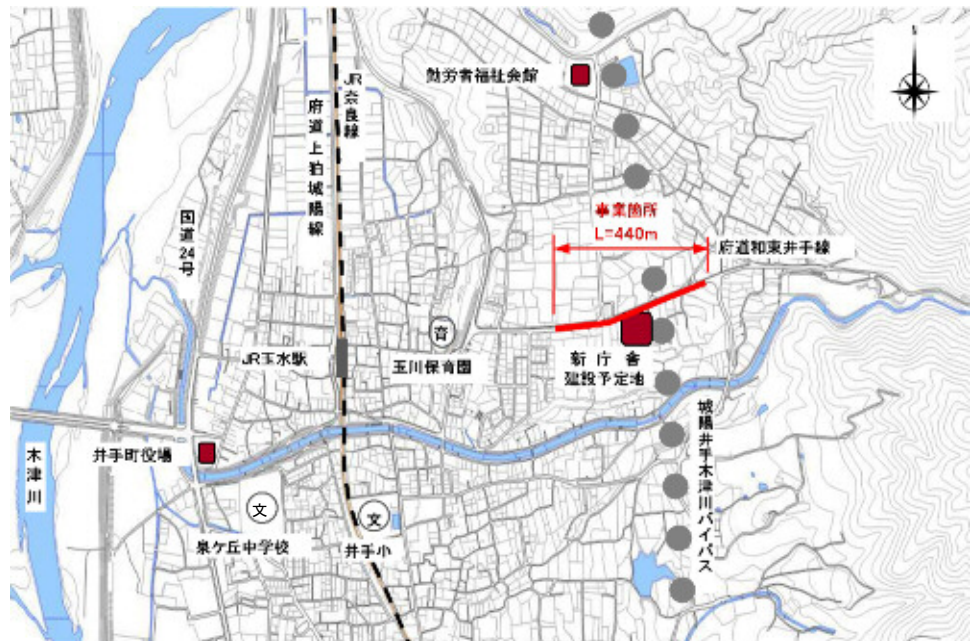 N
勤労者福祉会館
JR奈良線
府道上狛城陽線
国道24号
事業箇所
L=440m
府道和束井手線
育
JR玉水駅
玉川保育園
新庁舎
建設予定地
城陽井手木津川バイパス
井手町役場
木津川
文
文
泉ケ丘中学校
井手小